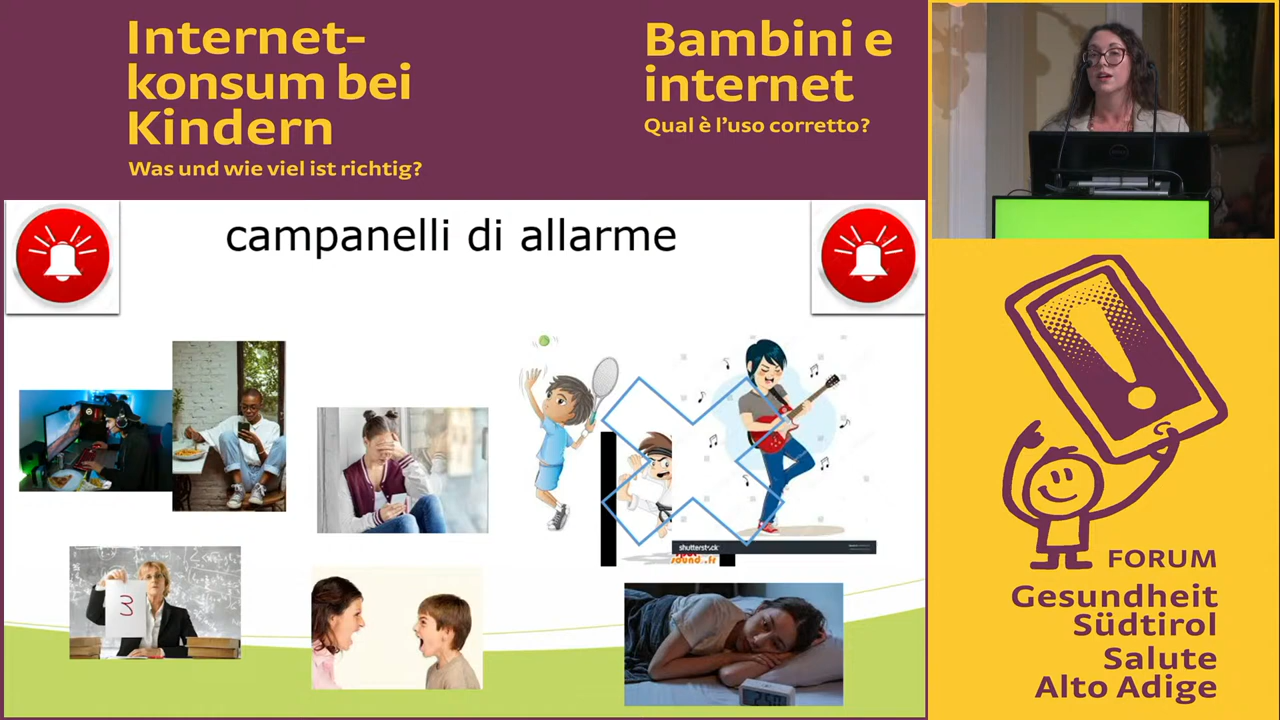 Internet-
konsum bei
Kindern
Was und wie viel ist richtig?
Bambini e
internet
Qual è l'uso corretto?
campanelli di allarme
3
shutterstock
FORUM
Gesundheit
Südtirol
Salute
Alto Adige